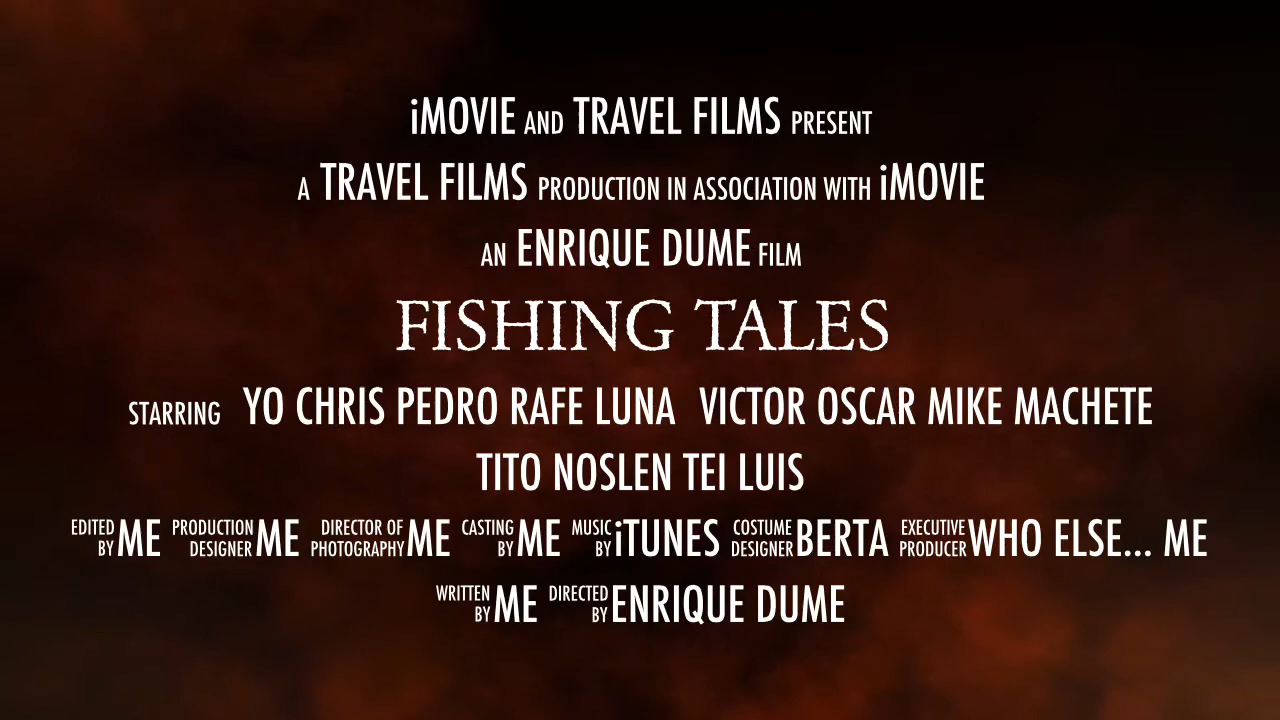 iMOVIE AND TRAVEL FILMS PRESENT
A TRAVEL FILMS PRODUCTION IN ASSOCIATION WITH iMOVIE
AN ENRIQUE DUME FILM
FISHING TALES
STARRING YO CHRIS PEDRO RAFE LUNA VICTOR OSCAR MIKE MACHETE
TITO NOSLEN TEI LUIS
EDITED BY ME PRODUCTION DESIGNER ME DIRECTOR OF PHOTOGRAPHY ME CASTING BY ME MUSIC BY iTUNES COSTUME DESIGNER BERTA EXECUTIVE PRODUCER WHO ELSE... ME
WRITTEN BY ME DIRECTED BY ENRIQUE DUME